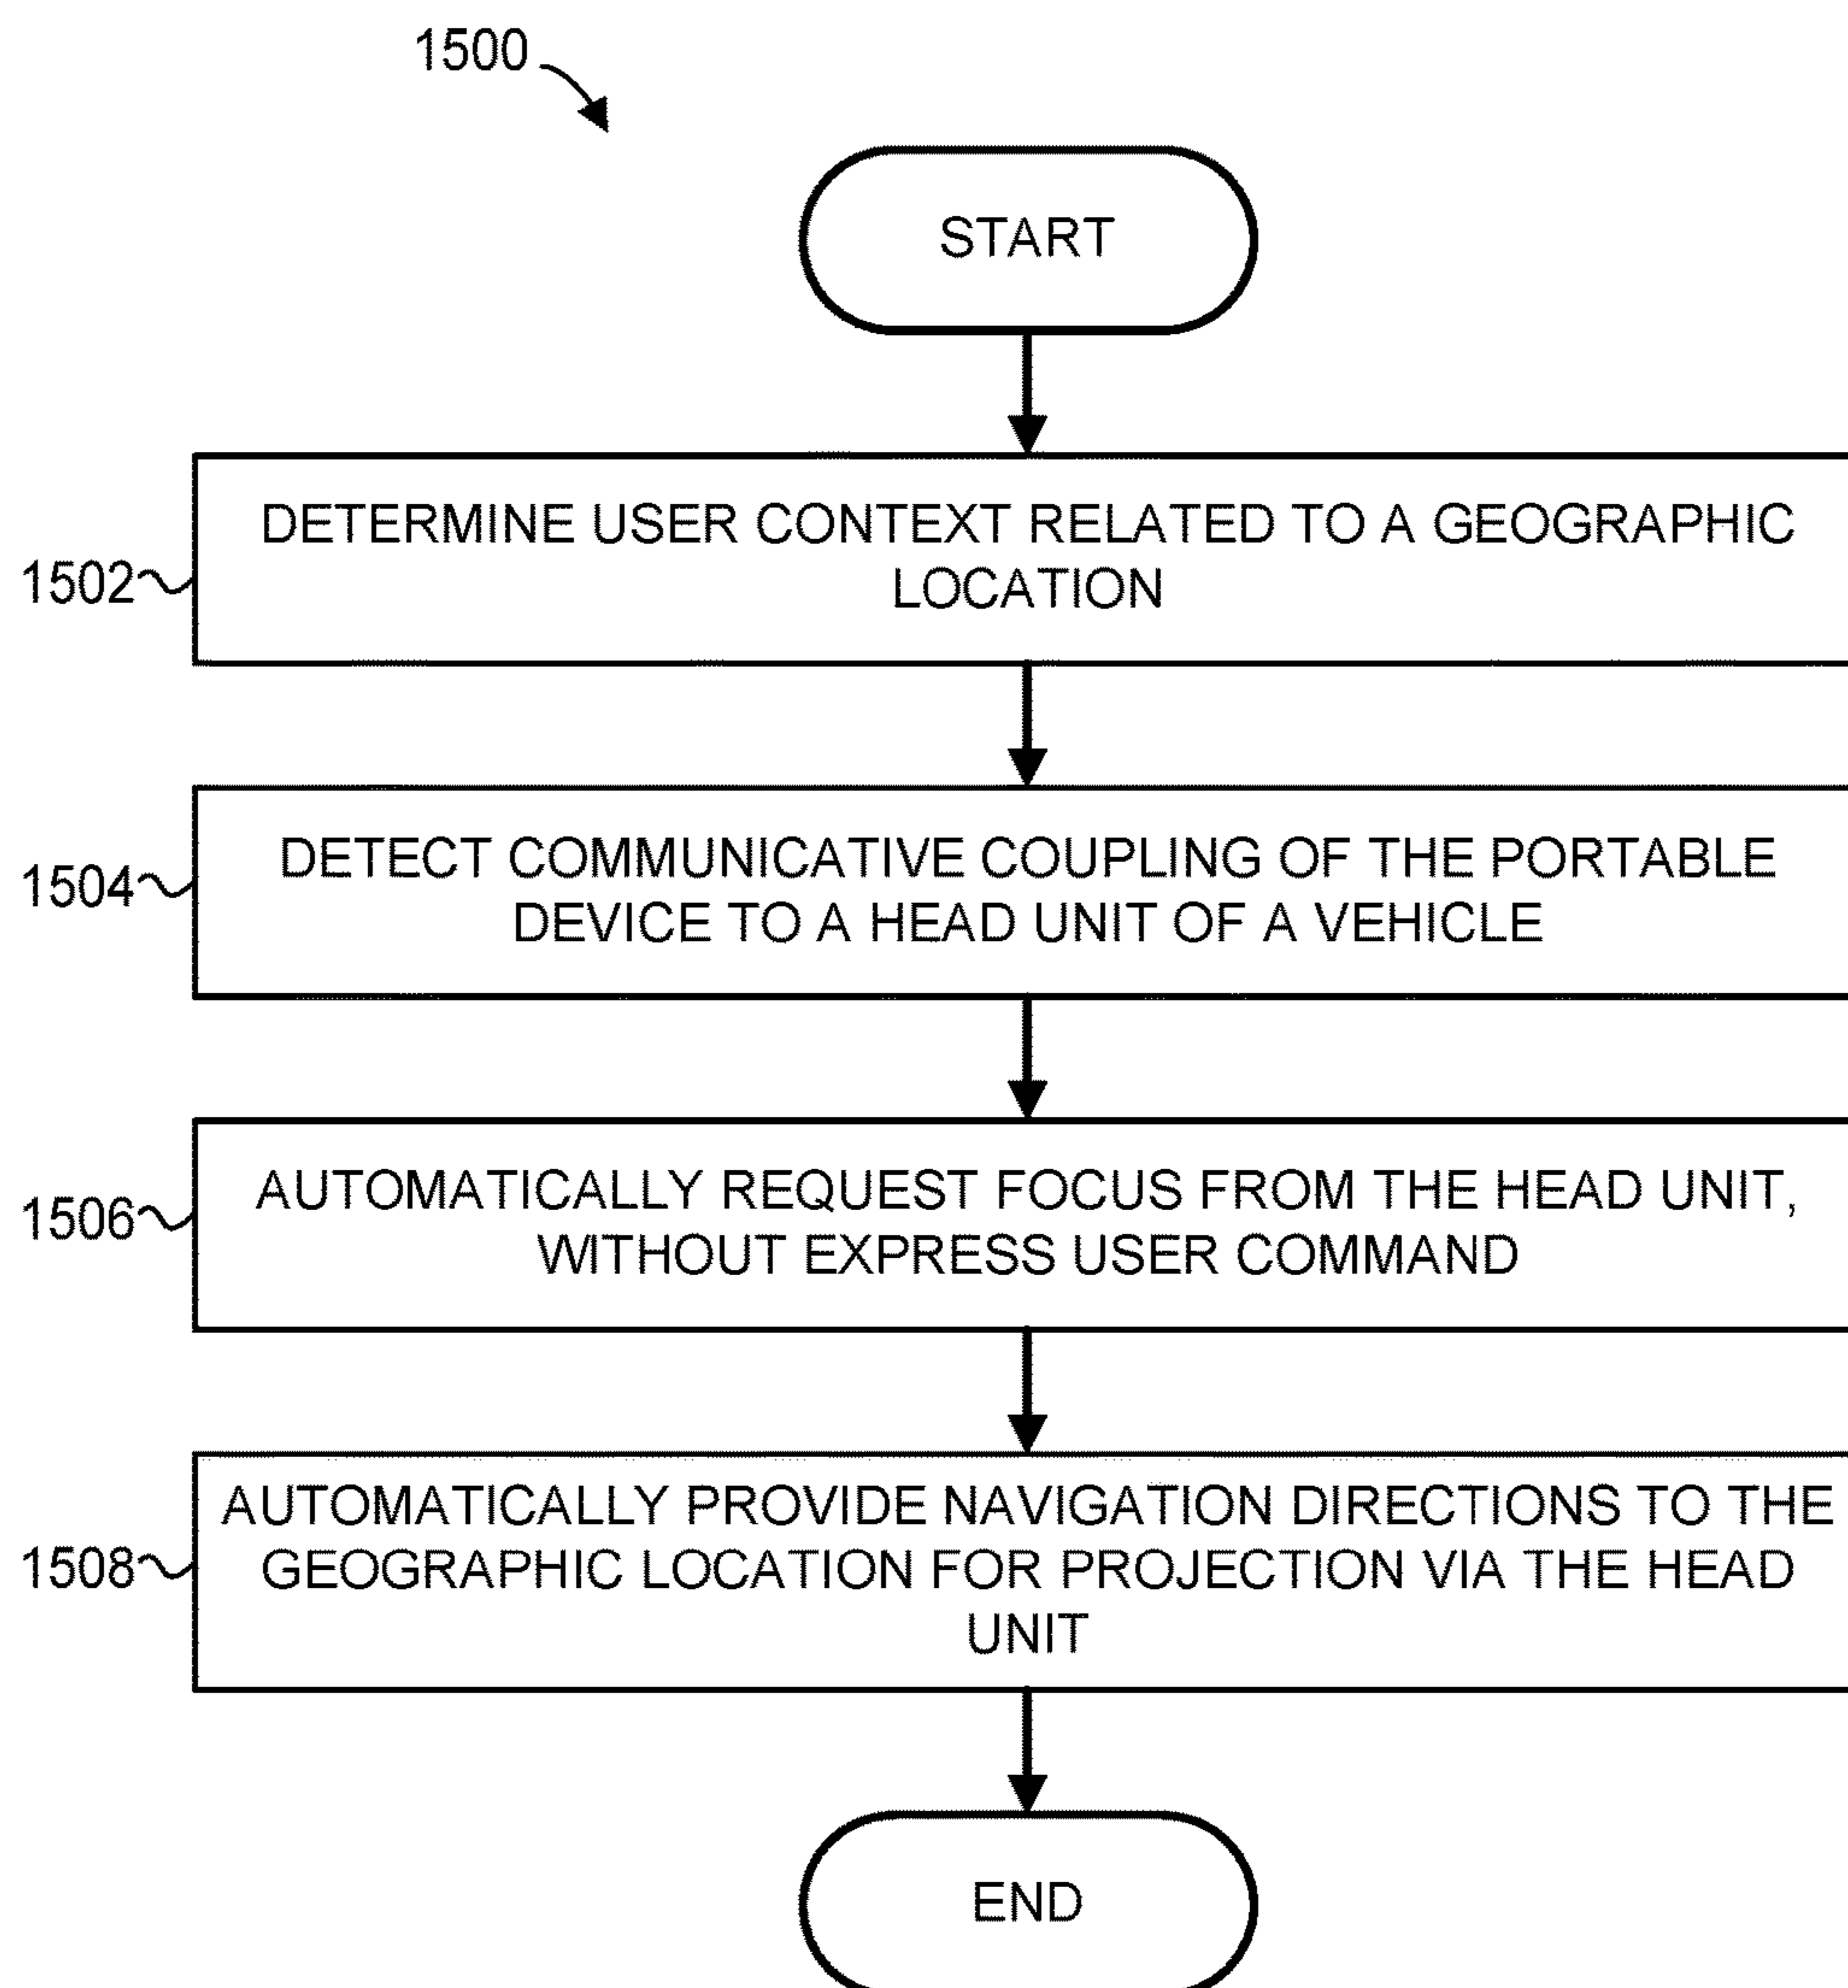 1500
START
DETERMINE USER CONTEXT RELATED TO A GEOGRAPHIC
LOCATION
1502
DETECT COMMUNICATIVE COUPLING OF THE PORTABLE
DEVICE TO A HEAD UNIT OF A VEHICLE
1504
AUTOMATICALLY REQUEST FOCUS FROM THE HEAD UNIT,
WITHOUT EXPRESS USER COMMAND
1506
AUTOMATICALLY PROVIDE NAVIGATION DIRECTIONS TO THE
GEOGRAPHIC LOCATION FOR PROJECTION VIA THE HEAD
UNIT
1508
END